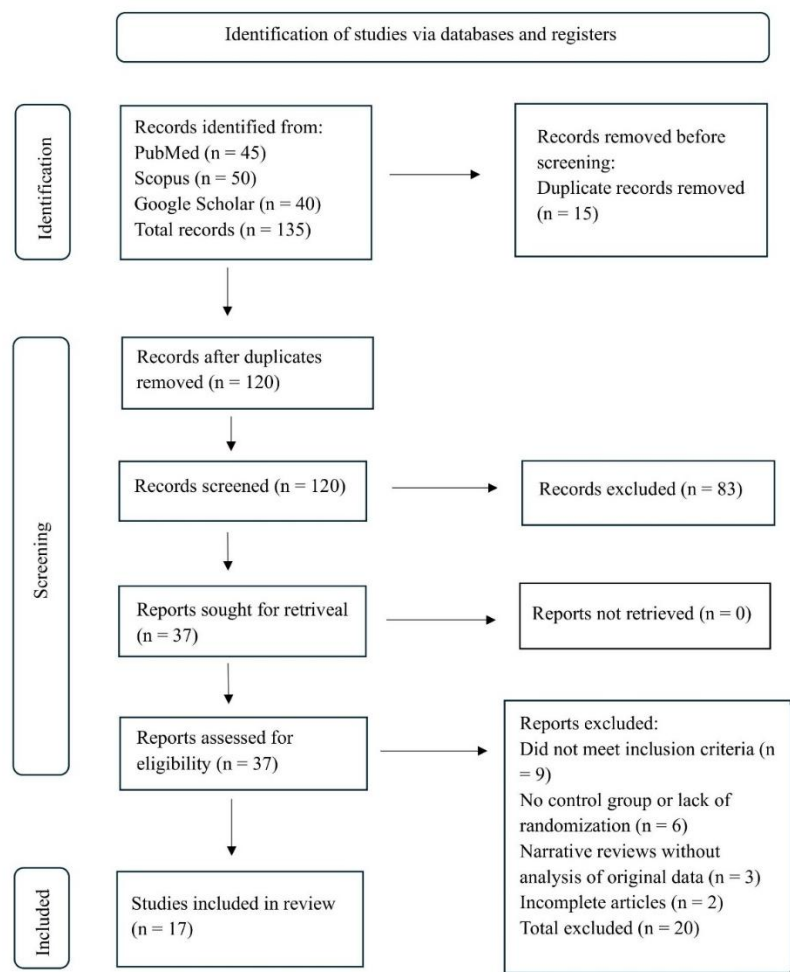 Identification of studies via databases and registers
Identification
Records identified from:
PubMed (n = 45)
Scopus (n = 50)
Google Scholar (n = 40)
Total records (n = 135)
Records removed before
screening:
Duplicate records removed
(n = 15)
Screening
Records after duplicates
removed (n = 120)
Records screened (n = 120)
Records excluded (n = 83)
Reports sought for retriveal
(n = 37)
Reports not retrieved (n = 0)
Reports assessed for
eligibility (n = 37)
Reports excluded:
Did not meet inclusion criteria (n
= 9)
No control group or lack of
randomization (n = 6)
Narrative reviews without
analysis of original data (n = 3)
Incomplete articles (n = 2)
Total excluded (n = 20)
Included
Studies included in review
(n = 17)